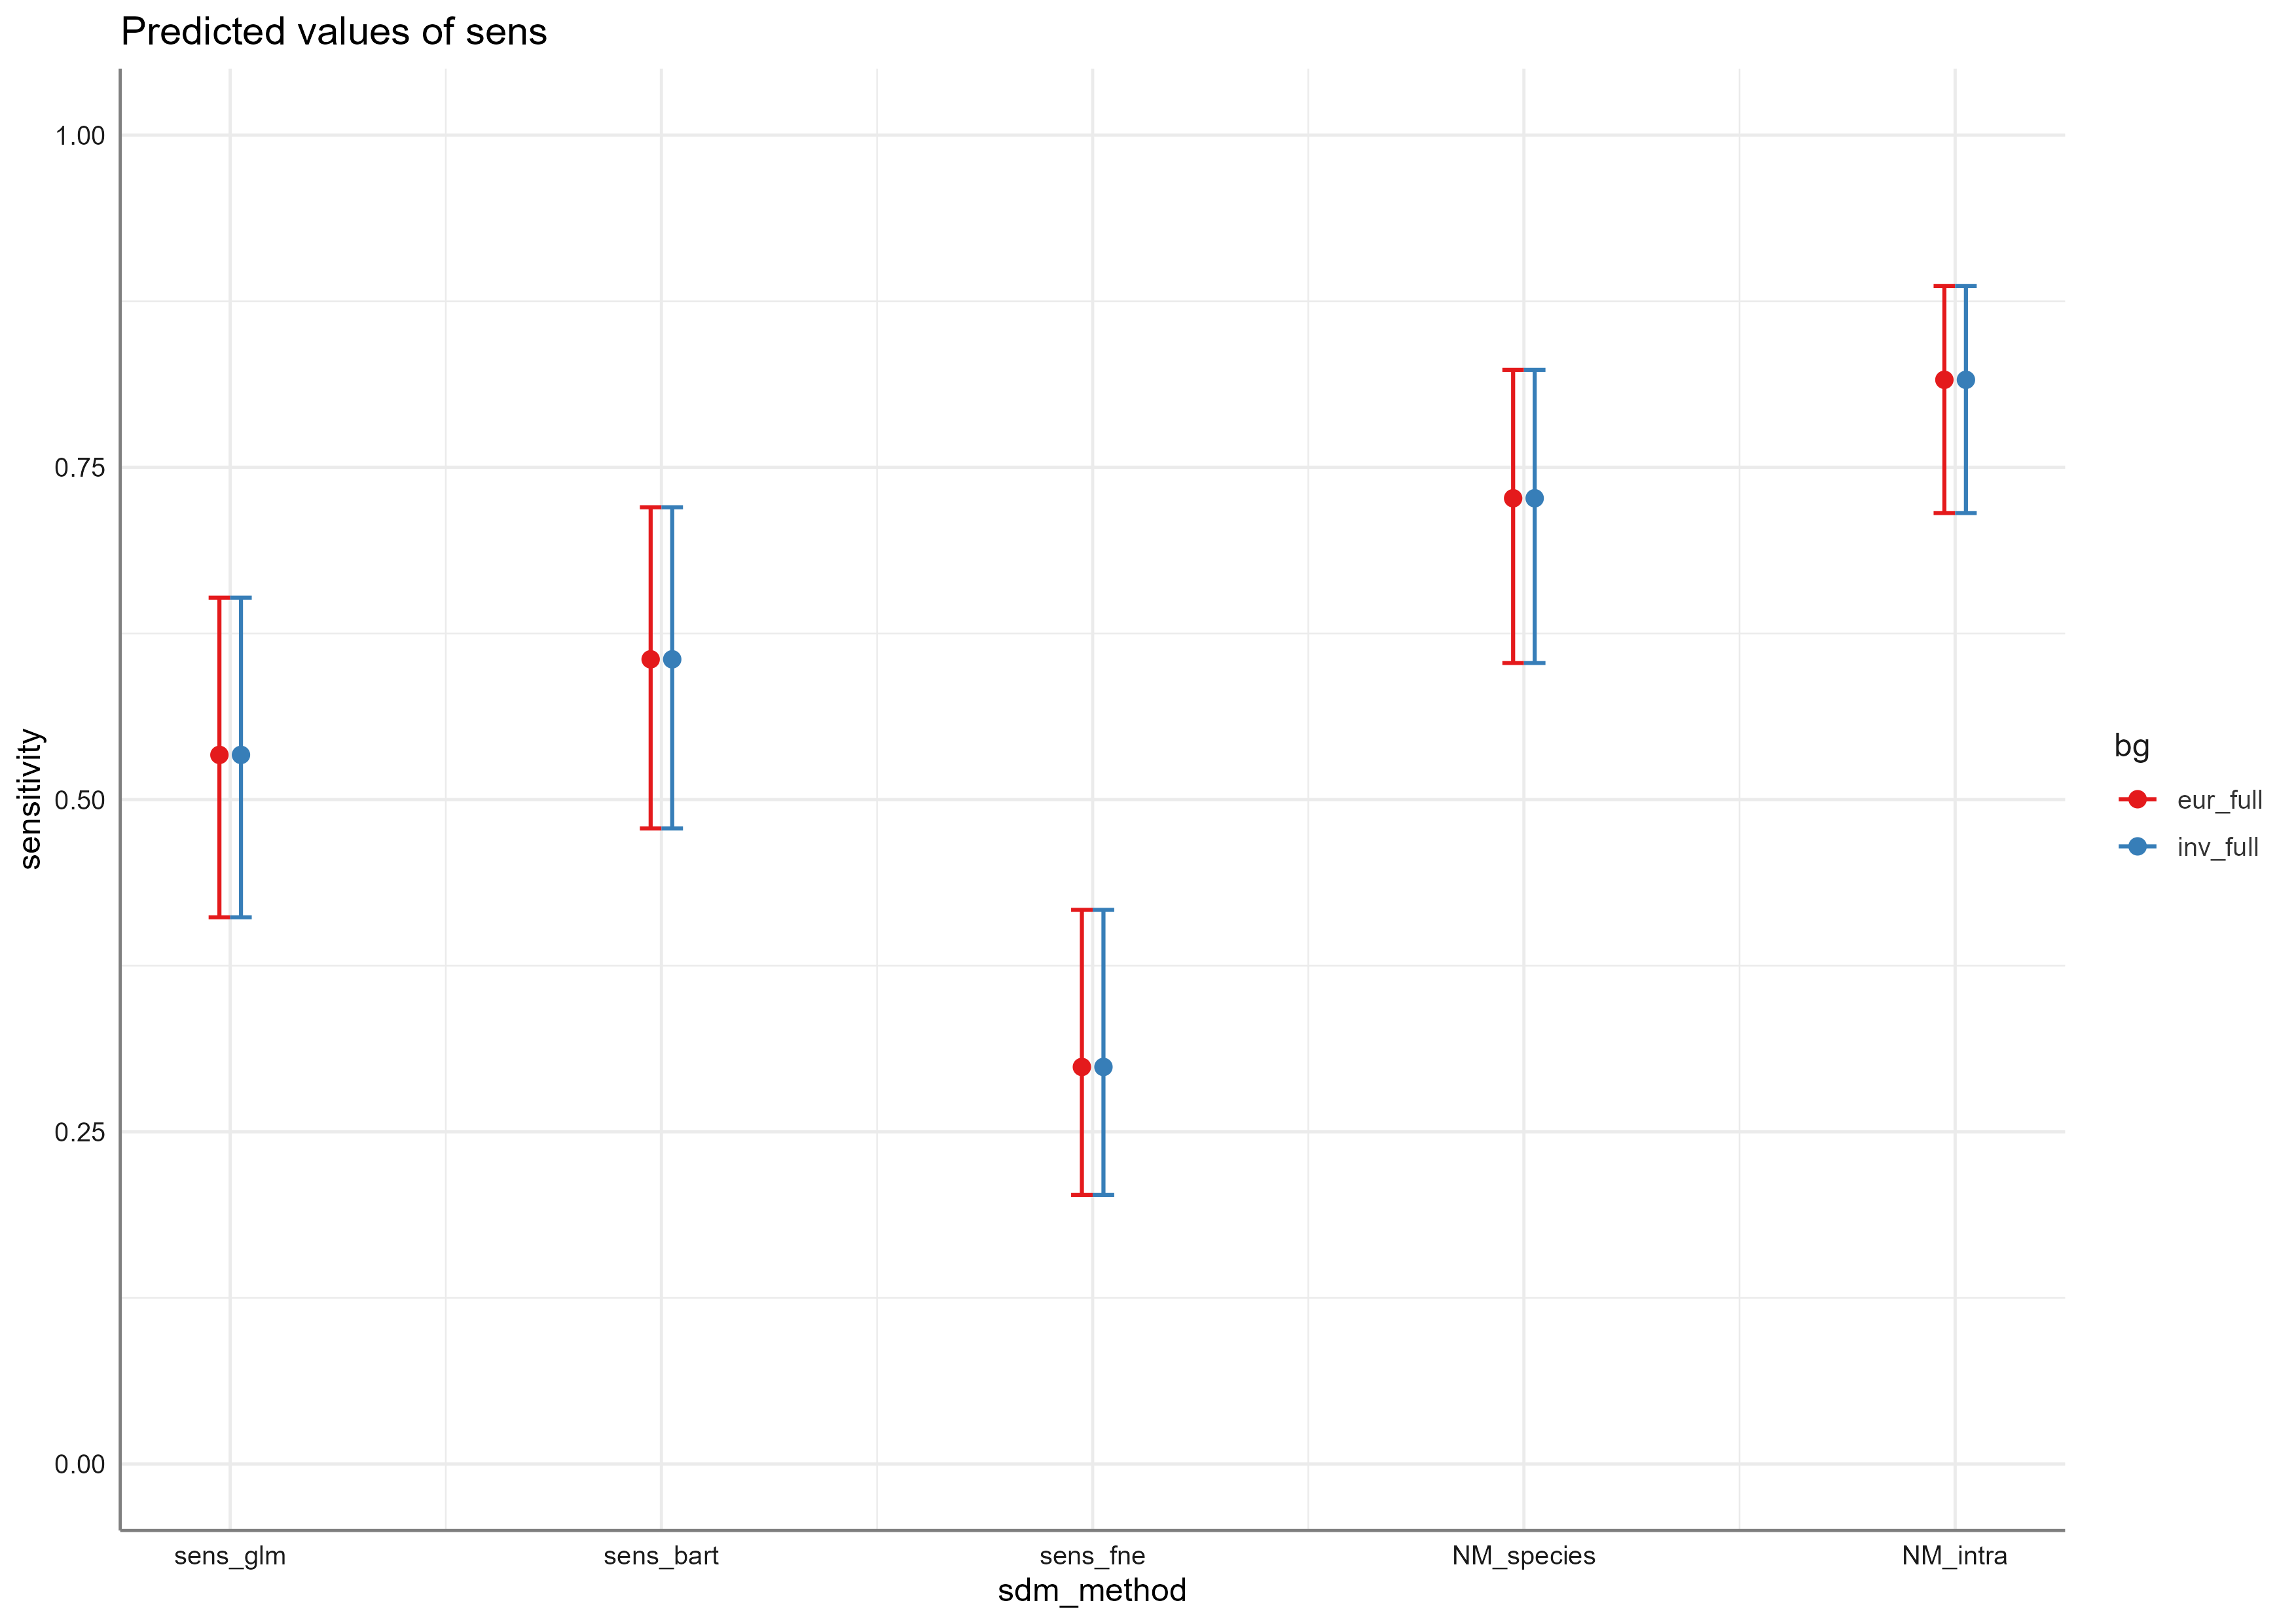 Predicted values of sens
1.00
0.75
0.50
0.25
0.00
sensitivity
sens_glm
sens_bart
sens_fne
NM_species
NM_intra
sdm_method
bg
eur_full
inv_full